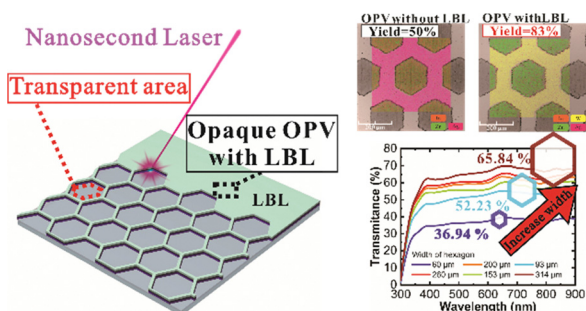 Nanosecond Laser
Transparent area
Opaque OPV
with LBL
LBL
OPV without LBL
Yield=50%
OPV withLBL
Yield=83%
Transmitance (%)
80
70
60
50
40
30
20
10
0
65.84 %
52.23 %
36.94 %
Increase width
Width of hexagon
60 μm
200 μm
93 μm
260 μm
153 μm
314 μm
300 400 500 600 700 800 900
Wavelength (nm)